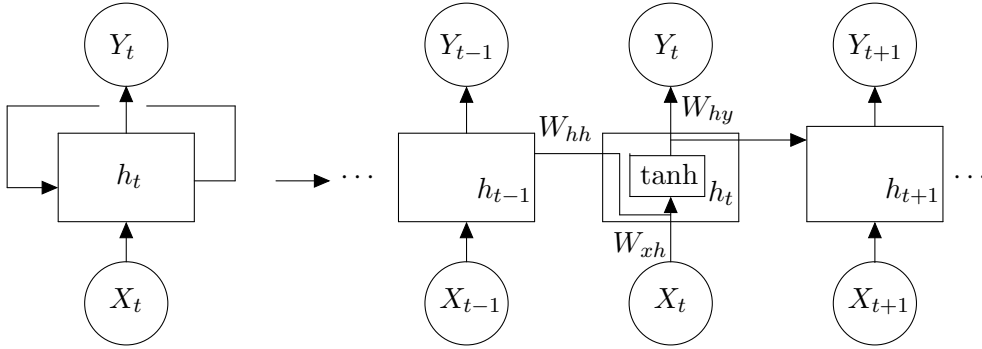 Y_t Y_{t−1} Y_t Y_{t+1}
W_{hh} W_{hy}
h_t ··· h_{t−1} tanh h_t h_{t+1} ···
W_{xh}
X_t X_{t−1} X_t X_{t+1}